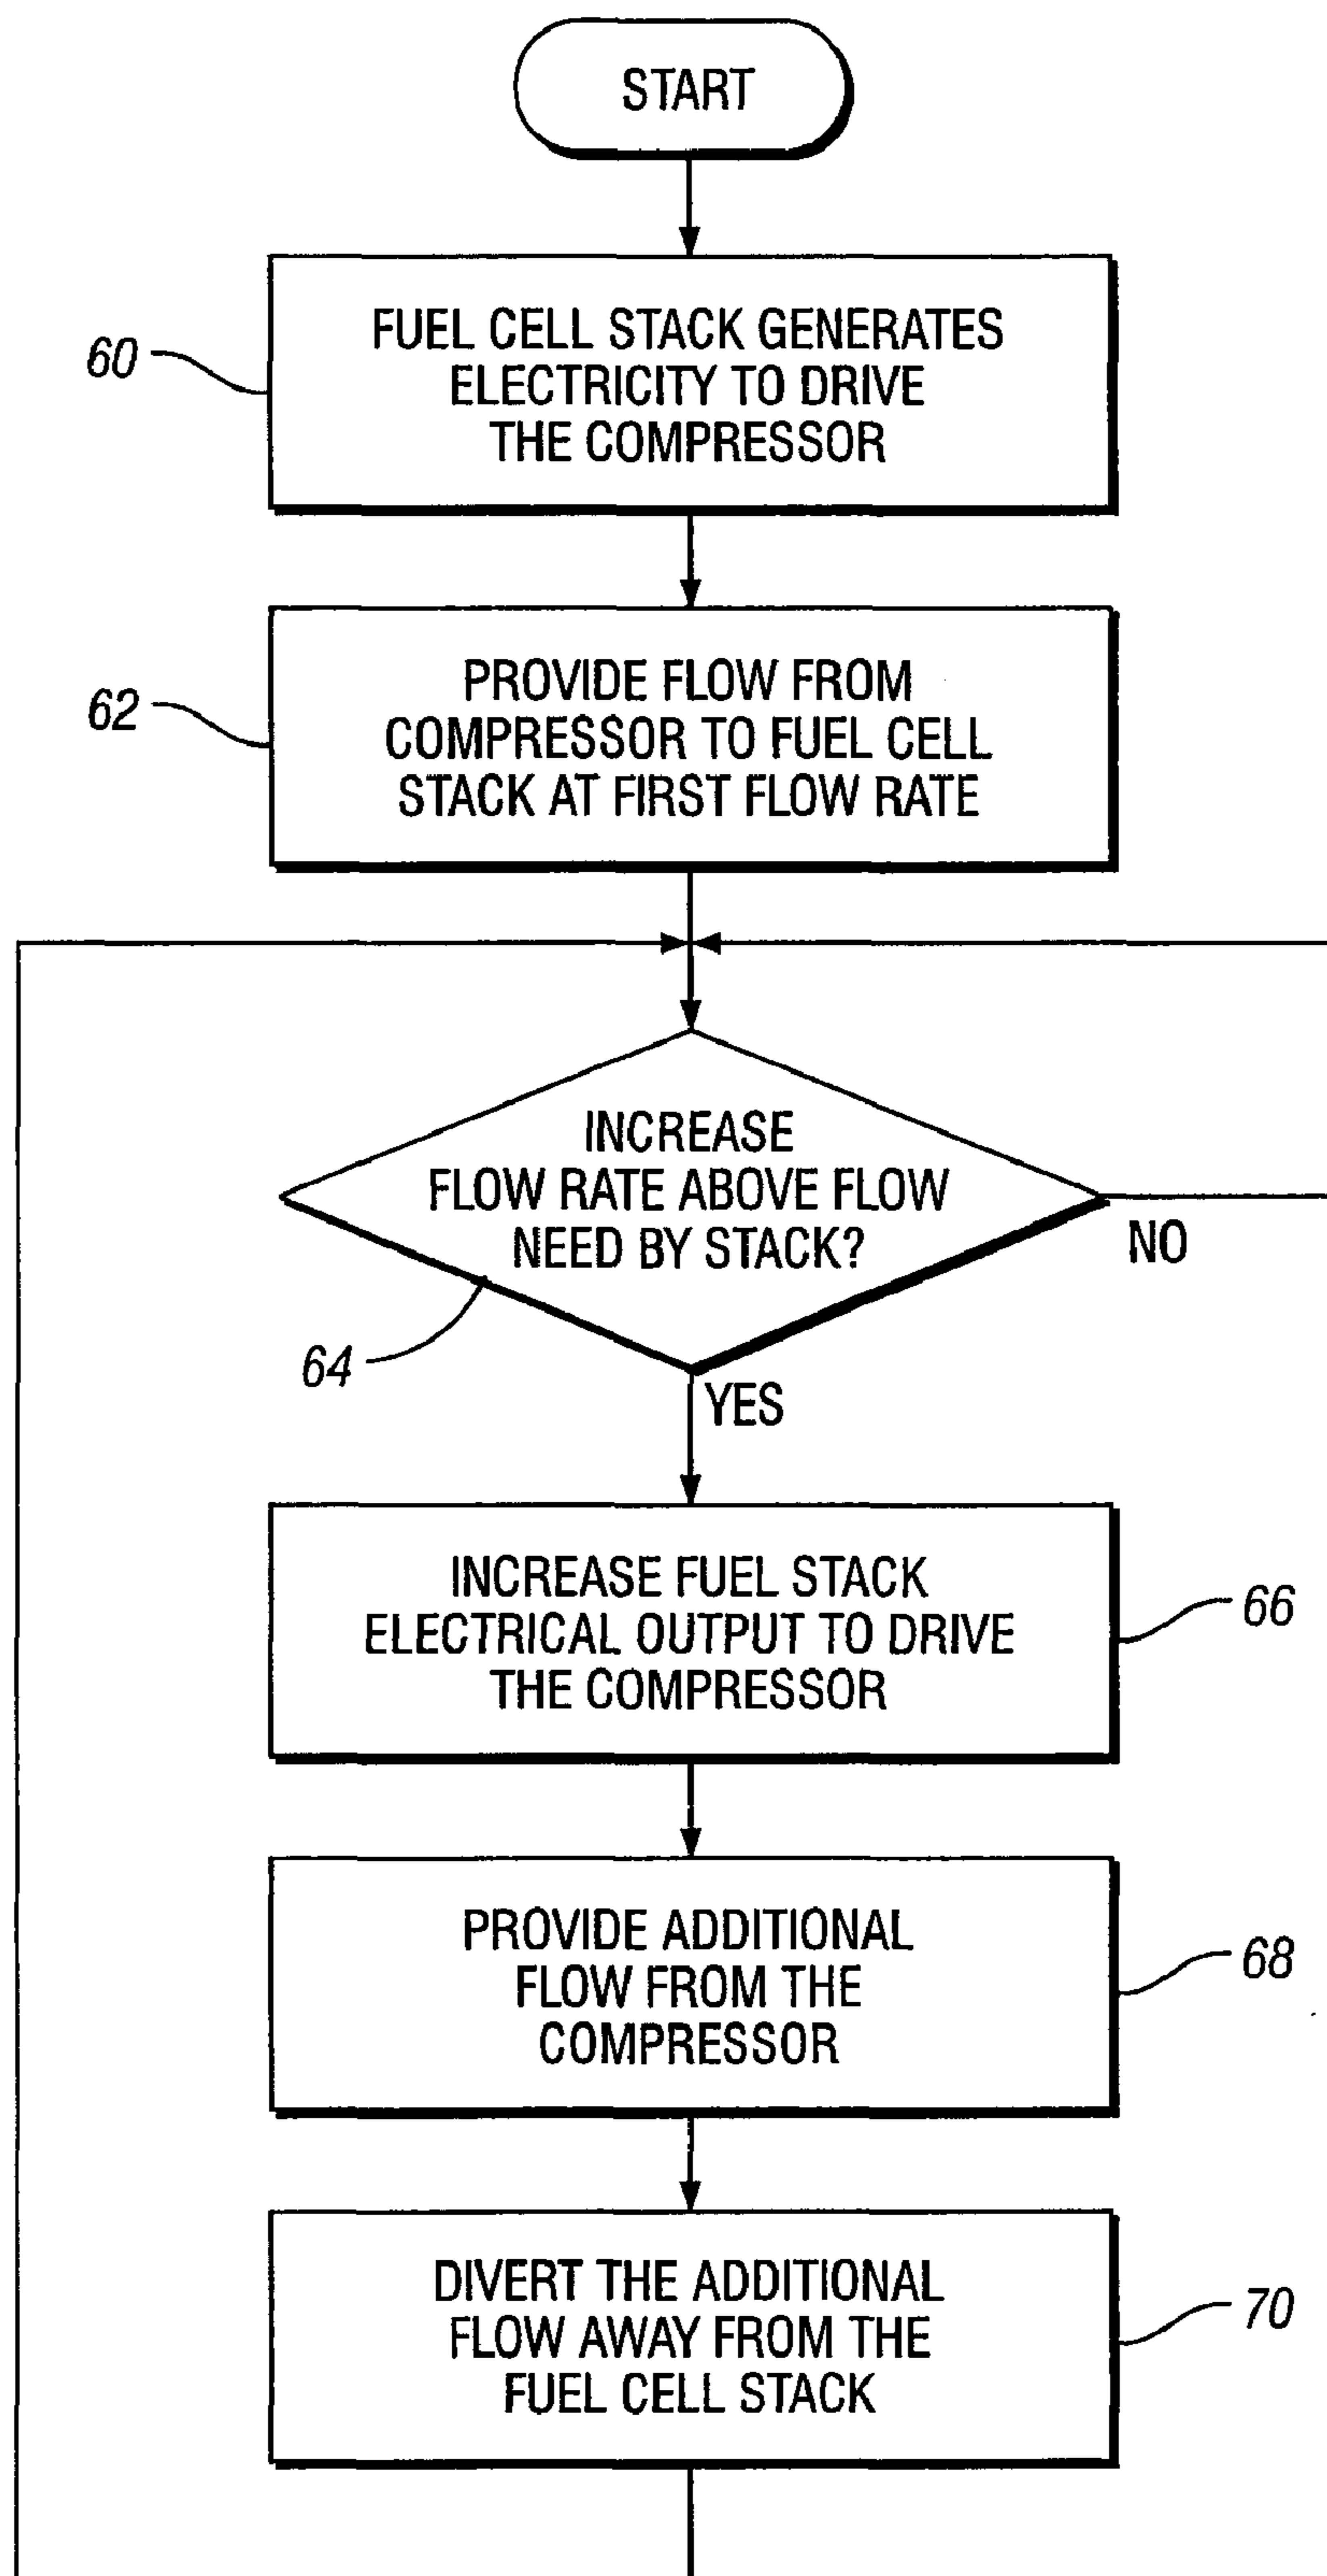 START
FUEL CELL STACK GENERATES
ELECTRICITY TO DRIVE
THE COMPRESSOR
60
PROVIDE FLOW FROM
COMPRESSOR TO FUEL CELL
STACK AT FIRST FLOW RATE
62
INCREASE
FLOW RATE ABOVE FLOW
NEED BY STACK?
NO
64
YES
INCREASE FUEL STACK
ELECTRICAL OUTPUT TO DRIVE
THE COMPRESSOR
66
PROVIDE ADDITIONAL
FLOW FROM THE
COMPRESSOR
68
DIVERT THE ADDITIONAL
FLOW AWAY FROM THE
FUEL CELL STACK
70